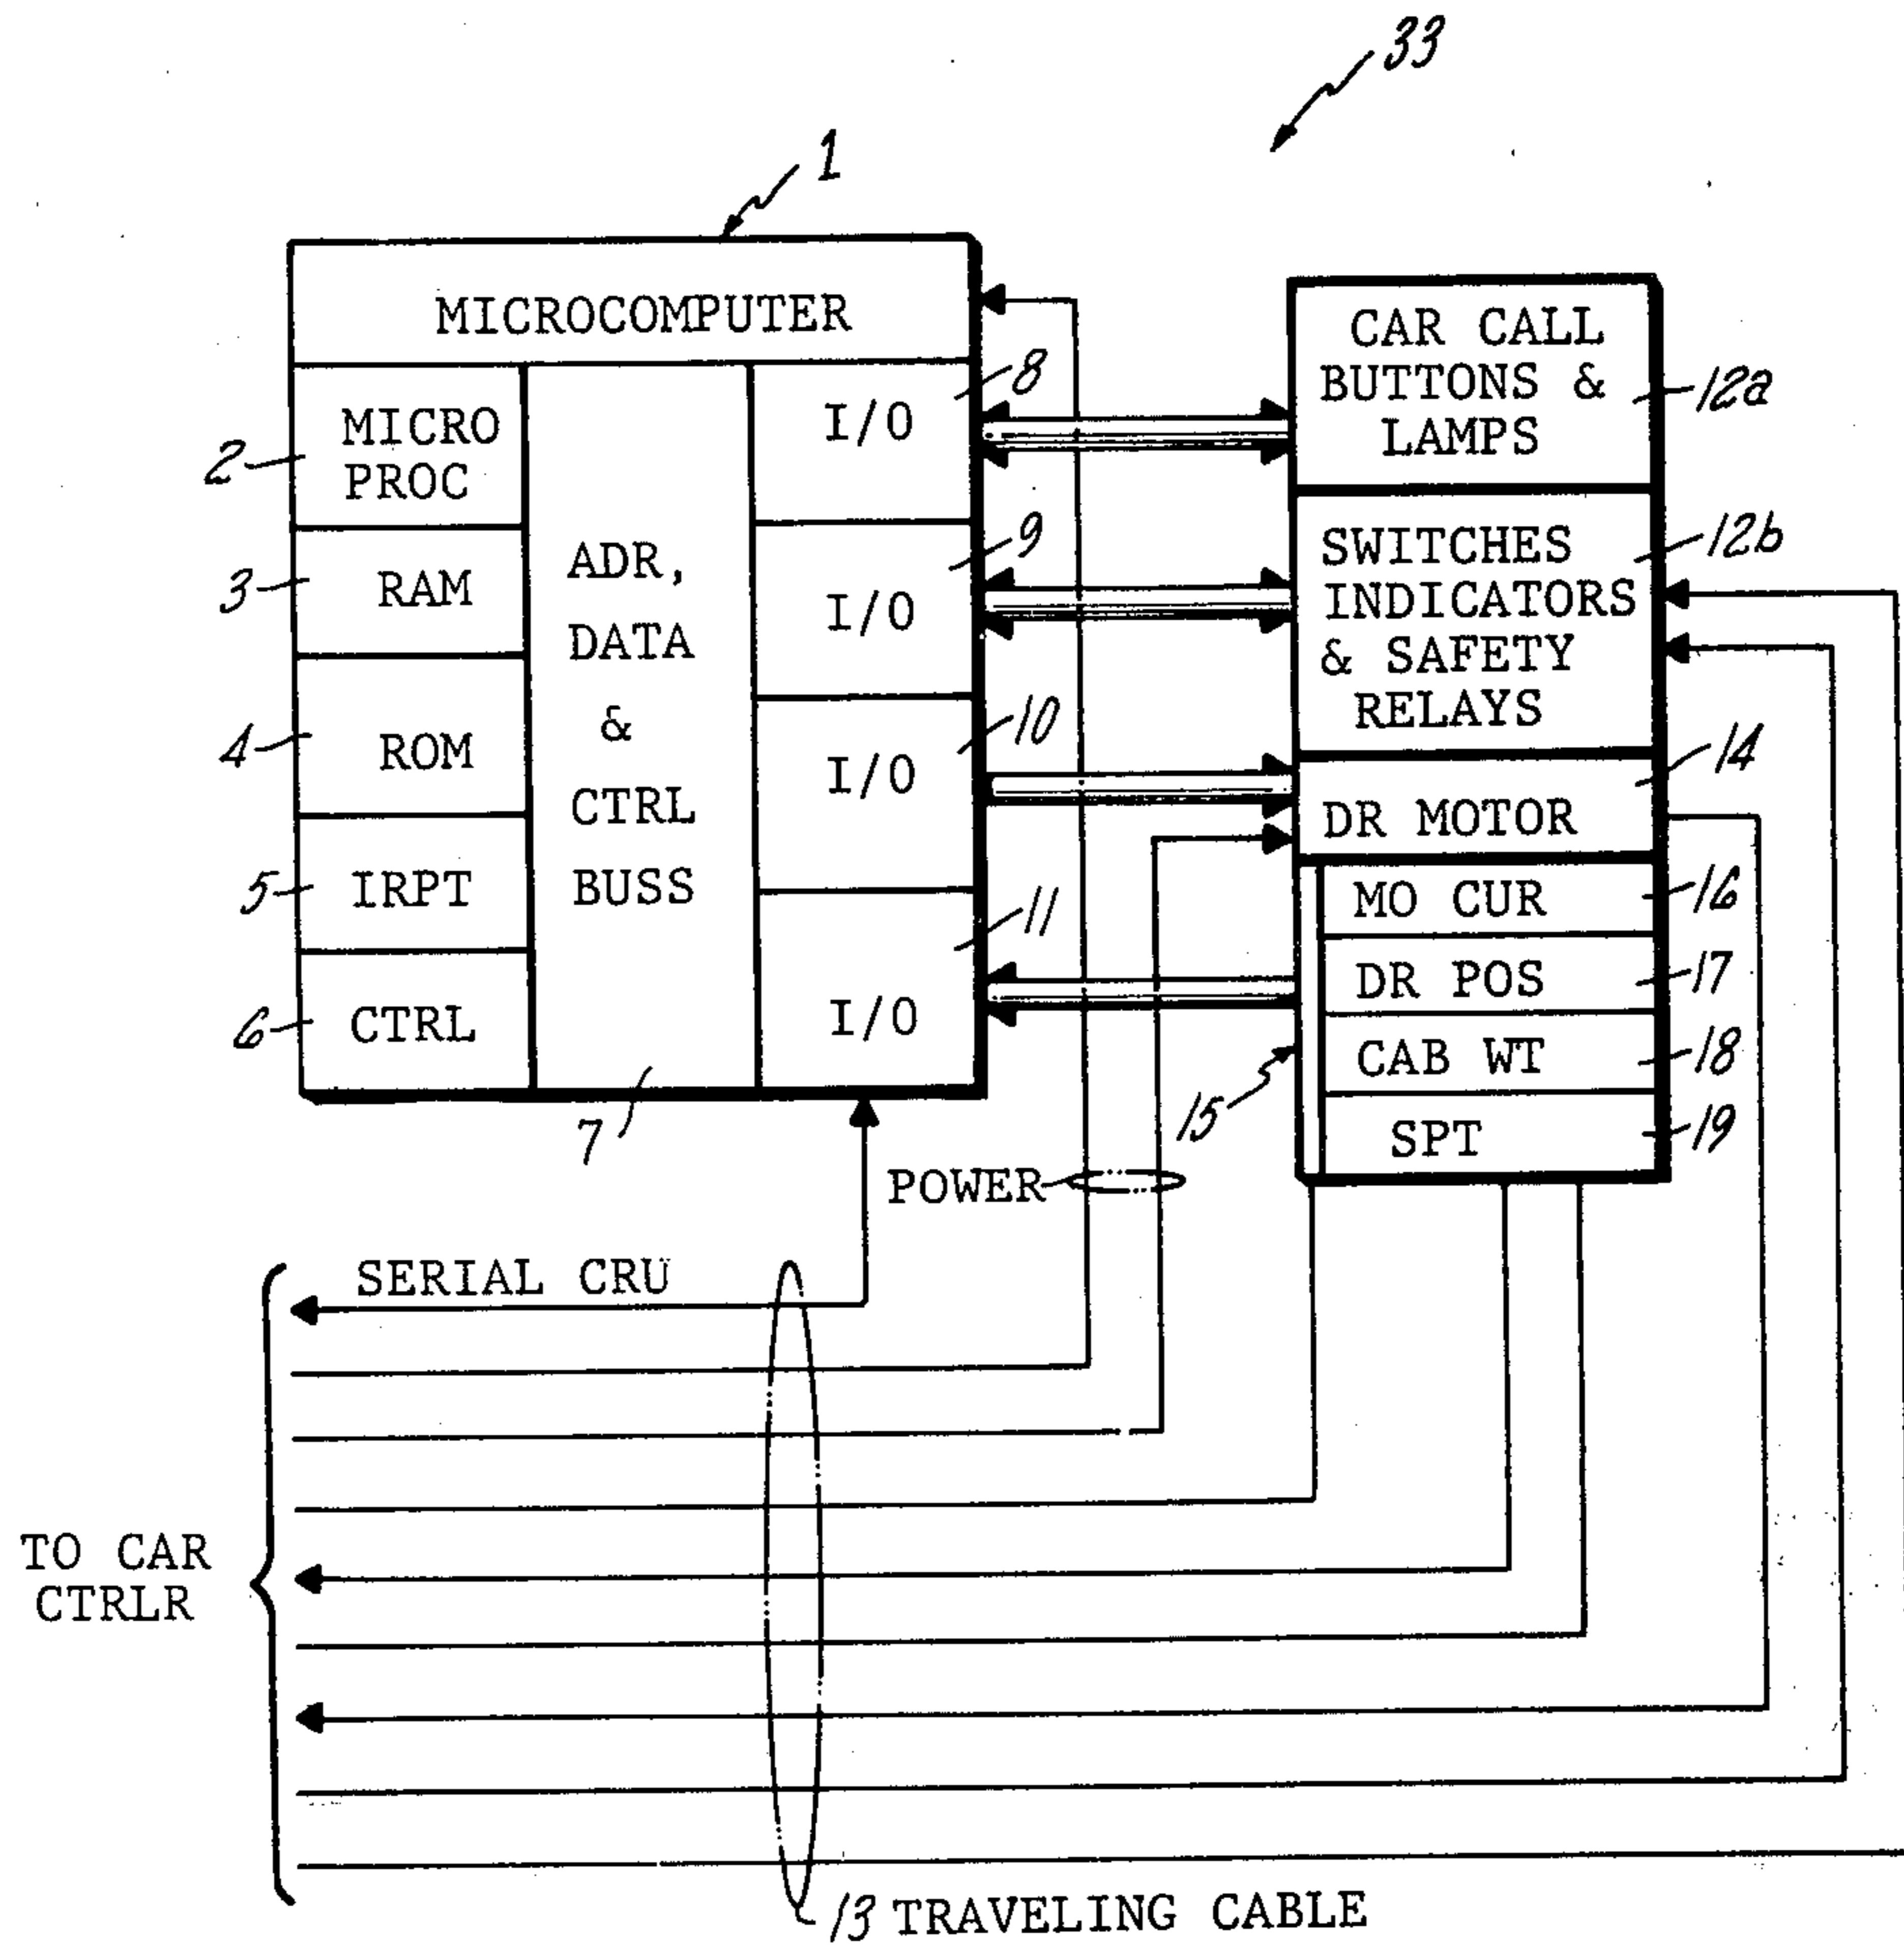 33
1
MICROCOMPUTER
8
CAR CALL
BUTTONS &
LAMPS
12a
I/O
MICRO
PROC
2
9
SWITCHES
INDICATORS
& SAFETY
RELAYS
12b
ADR,
DATA
&
CTRL
BUSS
3
RAM
I/O
10
4
ROM
I/O
14
DR MOTOR
5
IRPT
11
MO CUR
16
DR POS
17
6
CTRL
I/O
CAB WT
18
15
7
SPT
19
POWER
SERIAL CRU
TO CAR
CTRLR
13 TRAVELING CABLE